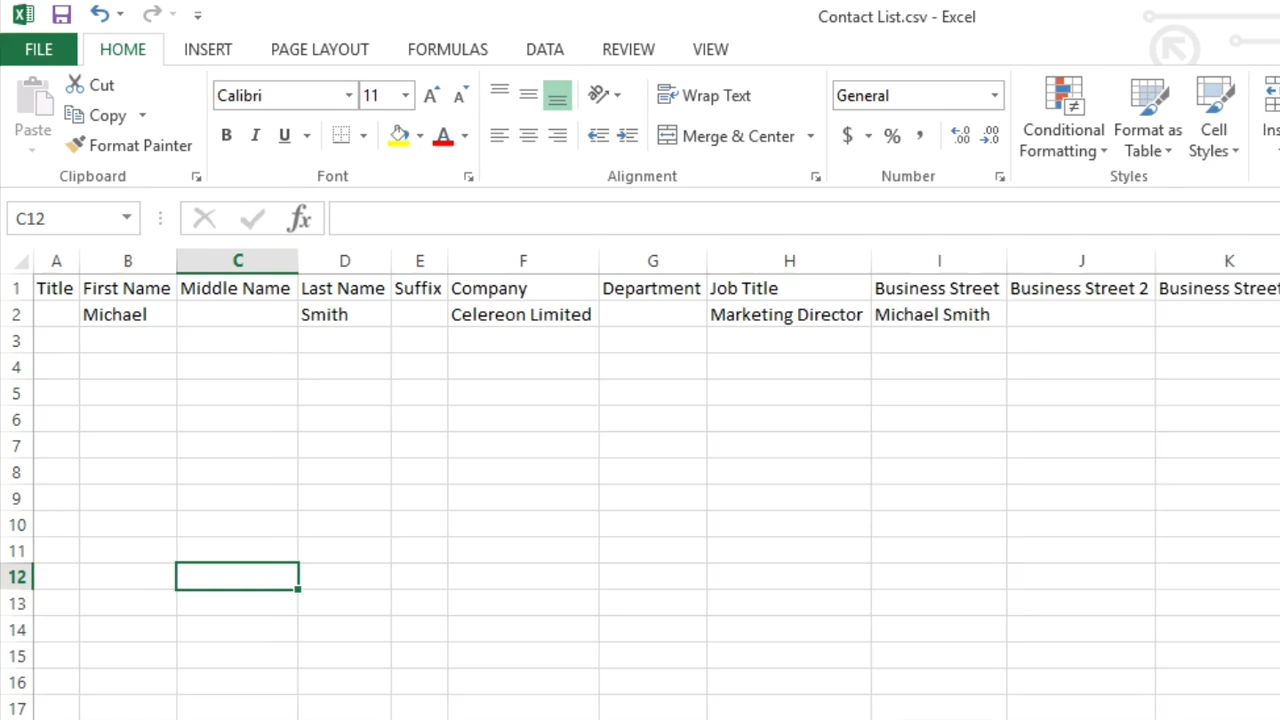 Contact List.csv - Excel
FILE HOME INSERT PAGE LAYOUT FORMULAS DATA REVIEW VIEW
Paste
Cut
Copy
Format Painter
Clipboard
Calibri 11
B I U A
Font
Wrap Text
Merge & Center
Alignment
General
$ % ,
Number
Conditional Formatting
Format as Table
Cell Styles
Styles
C12 fx
A B C D E F G H I J K
1 Title First Name Middle Name Last Name Suffix Company Department Job Title Business Street Business Street 2 Business Street
2 Michael Smith Celereon Limited Marketing Director Michael Smith
3
4
5
6
7
8
9
10
11
12
13
14
15
16
17